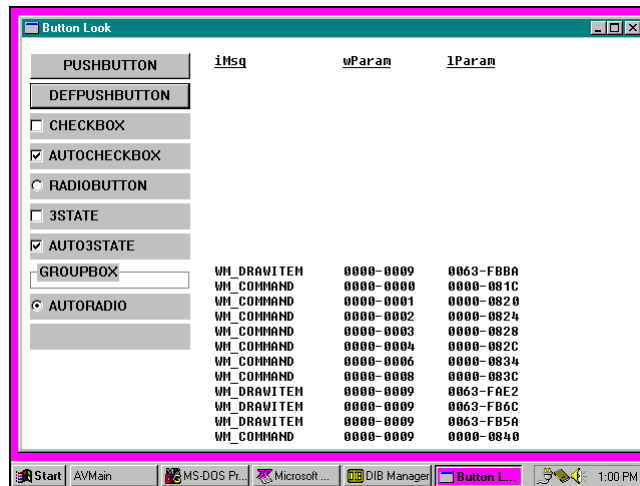 Button Look
iMsg wParam lParam
PUSHBUTTON
DEFPUSHBUTTON
CHECKBOX
AUTOCHECKBOX
RADIOBUTTON
3STATE
AUTO3STATE
GROUPBOX
AUTORADIO
WM_DRAWITEM 0000-0009 0063-FBBA
WM_COMMAND 0000-0000 0000-081C
WM_COMMAND 0000-0001 0000-0820
WM_COMMAND 0000-0002 0000-0824
WM_COMMAND 0000-0003 0000-0828
WM_COMMAND 0000-0004 0000-082C
WM_COMMAND 0000-0006 0000-0834
WM_COMMAND 0000-0008 0000-083C
WM_DRAWITEM 0000-0009 0063-FAE2
WM_DRAWITEM 0000-0009 0063-FB6C
WM_DRAWITEM 0000-0009 0063-FB5A
WM_COMMAND 0000-0009 0000-0840
Start AVMain MS-DOS Pr... Microsoft ... DIB Manager Button L... 1:00 PM